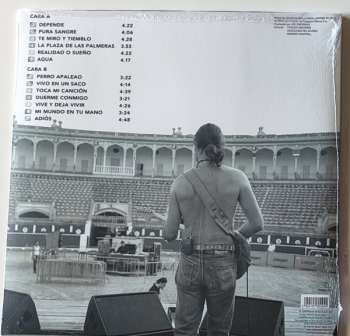 CARA A
DEPENDE 4.22
PURA SANGRE 4:06
TE MIRO Y TIEMBLO 4:28
LA PLAZA DE LAS PALMERAS 3:53
REALIDAD O SUEÑO 4:22
AGUA 4.17
CARA B
PERRO APALEAO 3:22
VIVO EN UN SACO 4:14
TOCA MI CANCIÓN 4:39
DUERME CONMIGO 3:21
VIVE Y DEJA VIVIR 4:26
MI MUNDO EN TU MANO 3:24
ADIÓS 4:48